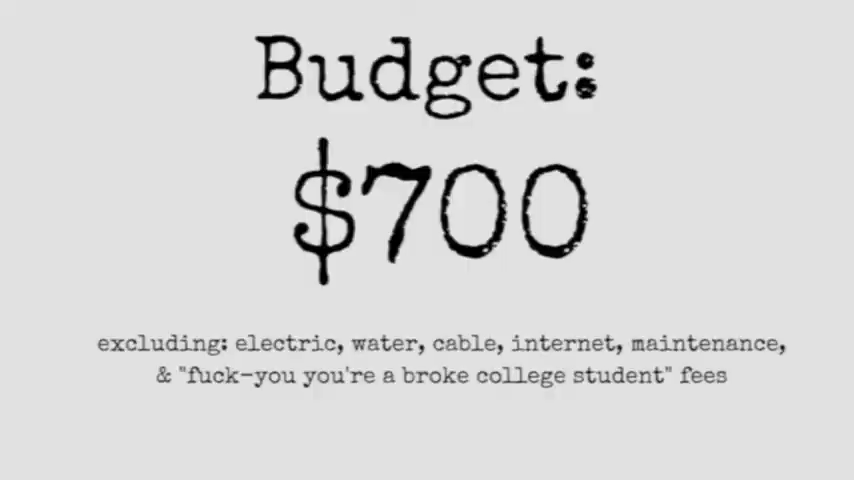 Budget:
$700
excluding: electric, water, cable, internet, maintenance,
& "fuck-you you're a broke college student" fees